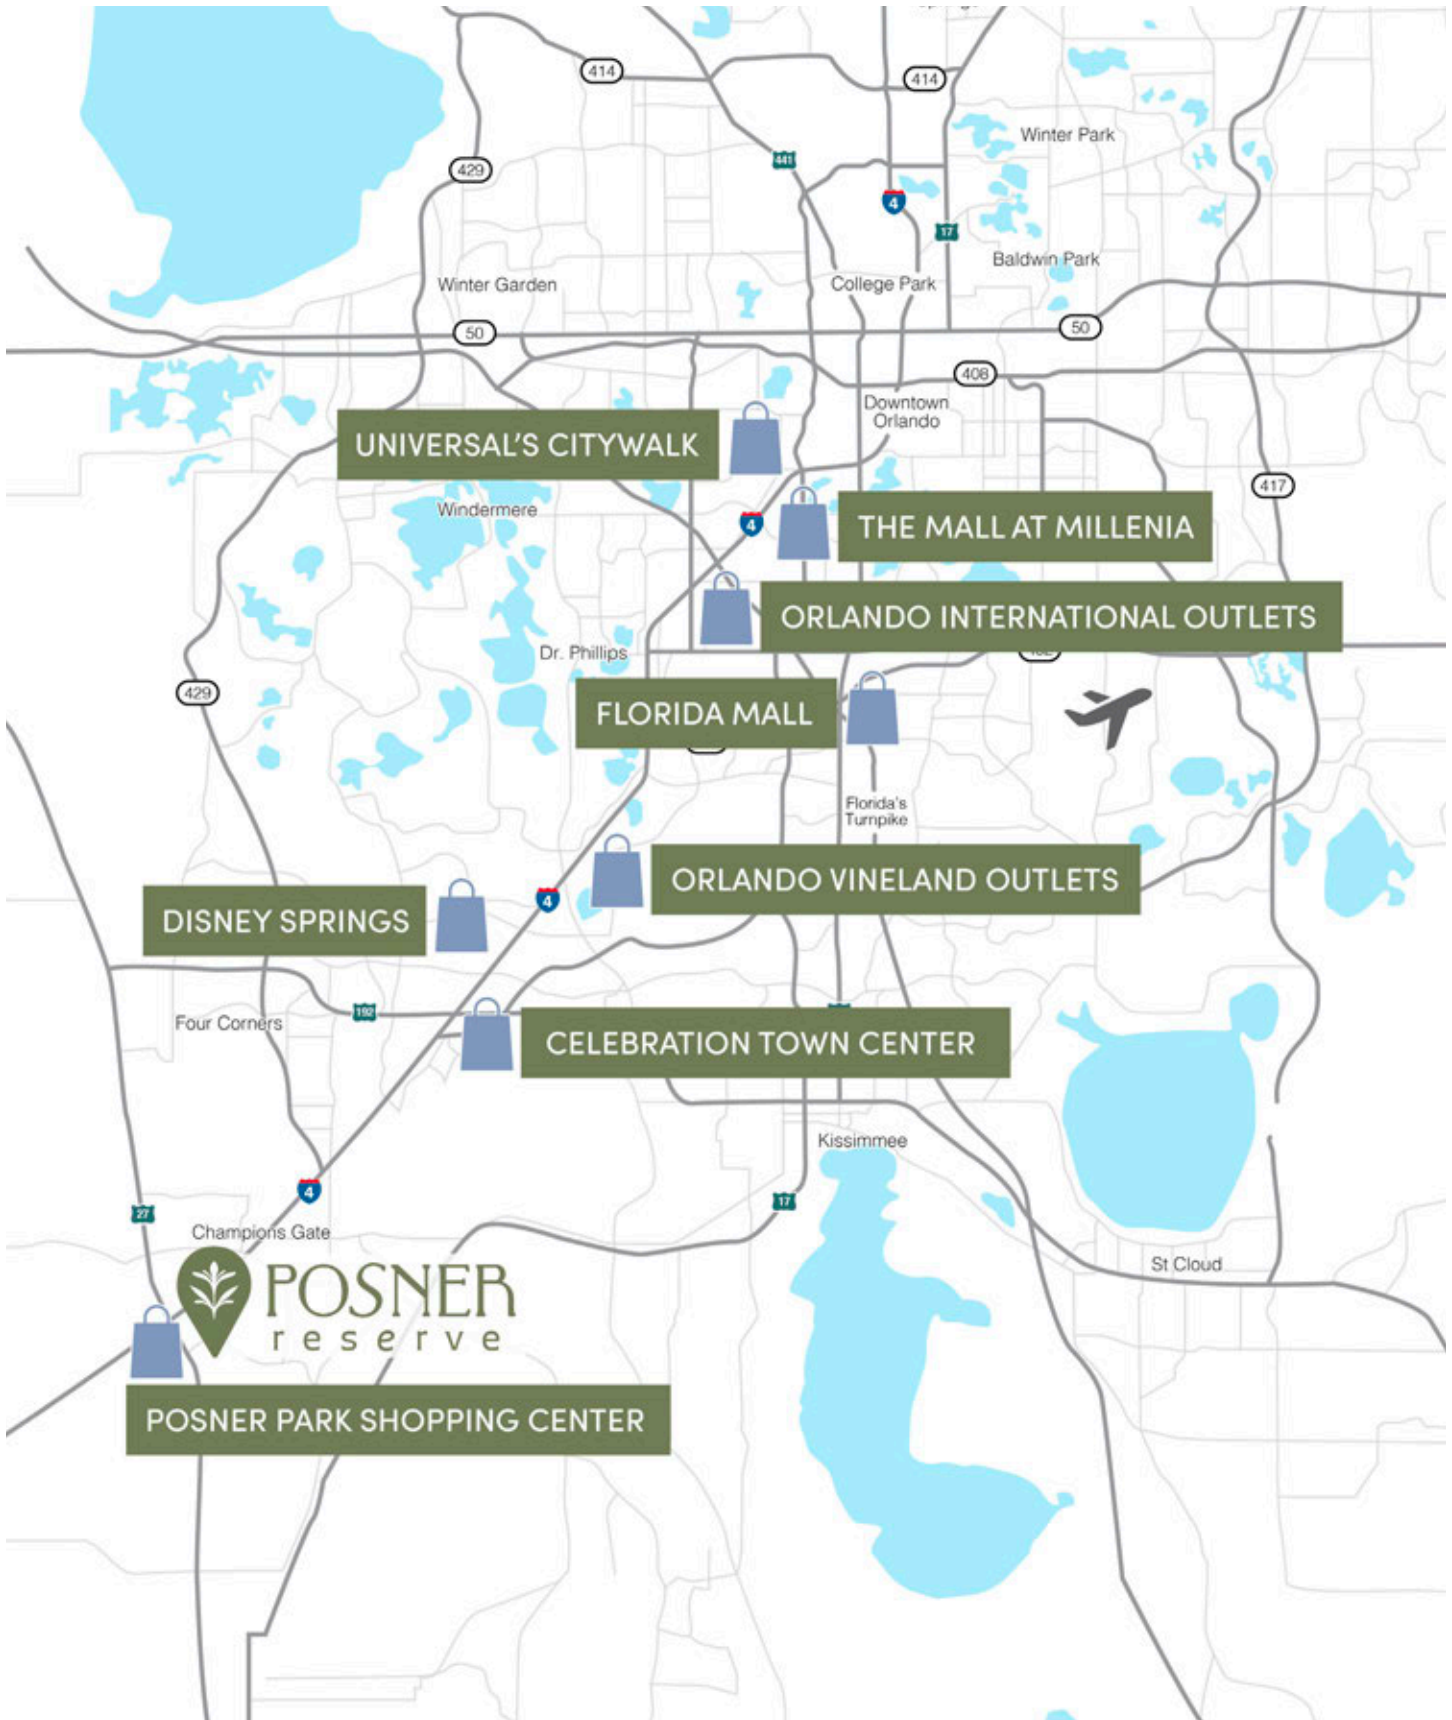 414
414
Winter Park
441
429
4
17
Baldwin Park
Winter Garden
College Park
50
50
408
Downtown
Orlando
UNIVERSAL'S CITYWALK
417
Windermere
4
THE MALL AT MILLENIA
ORLANDO INTERNATIONAL OUTLETS
Dr. Phillips
429
FLORIDA MALL
Florida's
Turnpike
ORLANDO VINELAND OUTLETS
4
DISNEY SPRINGS
192
Four Corners
CELEBRATION TOWN CENTER
Kissimmee
4
17
27
Champions Gate
St Cloud
POSNER
reserve
POSNER PARK SHOPPING CENTER